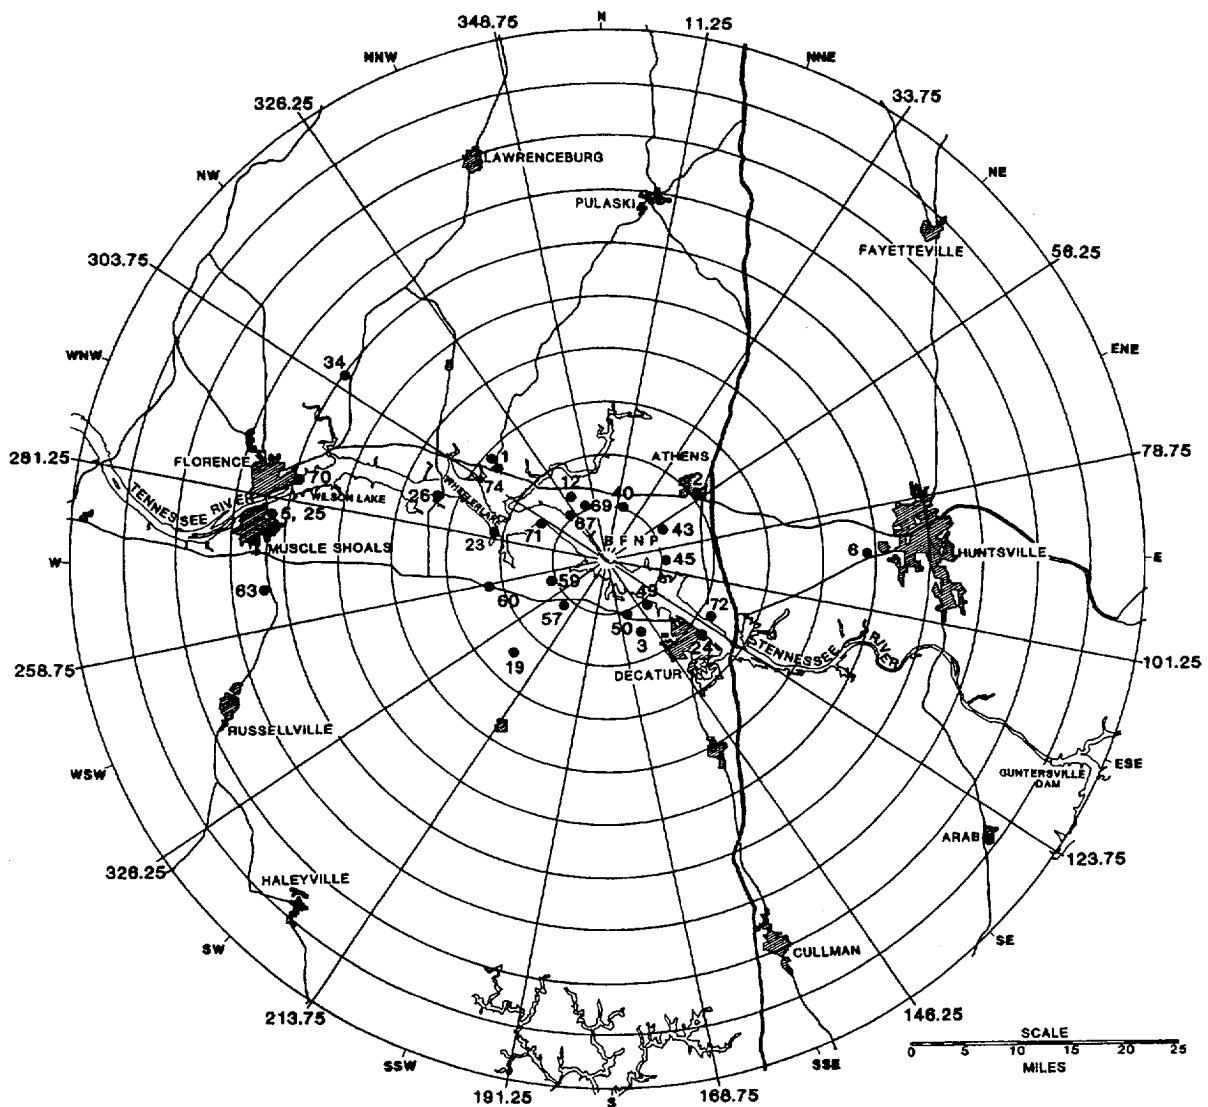 N
348.75
11.25
NNW
NNE
326.25
33.75
LAWRENCEBURG
NW
NE
PULASKI
FAYETTEVILLE
303.75
56.25
WNW
ENE
34
281.25
78.75
FLORENCE
ATHENS
1
70
74
2
TENNESSEE RIVER
WILSON LAKE
26
WHEELER LAKE
12
40
69
5, 25
67
43
23
71
B F N P
MUSCLE SHOALS
6
HUNTSVILLE
W
E
45
63
59
60
49
72
57
50
3
24
TENNESSEE RIVER
19
DECATUR
258.75
101.25
RUSSELLVILLE
WSW
ESE
GUNTERSVILLE
DAM
ARAB
326.25
123.75
HALEYVILLE
SW
SE
CULLMAN
213.75
146.25
SCALE
0 5 10 15 20 25
MILES
SSW
SSE
191.25
S
168.75